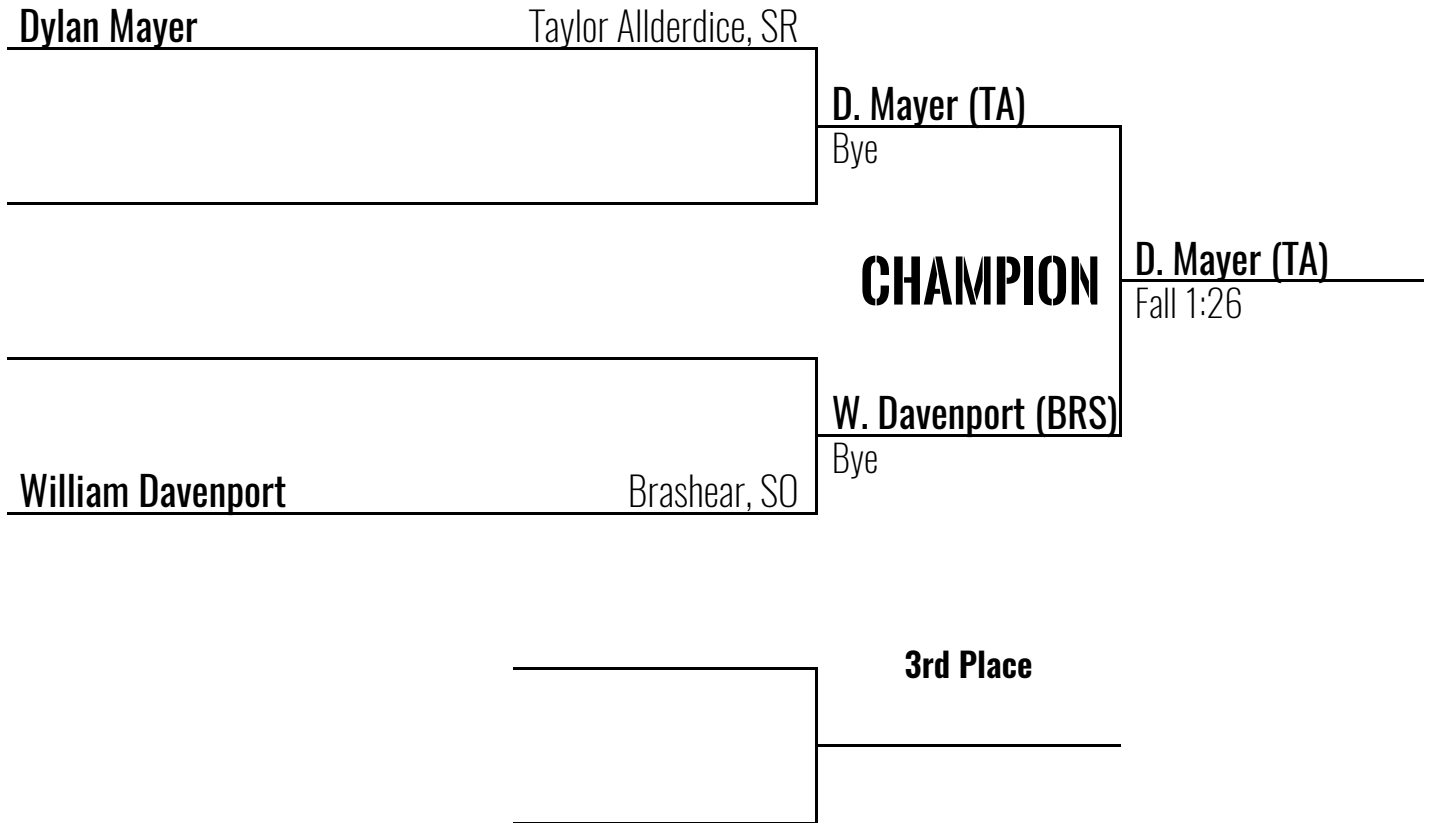 Dylan Mayer Taylor Allderdice, SR
D. Mayer (TA)
Bye
CHAMPION
D. Mayer (TA)
Fall 1:26
W. Davenport (BRS)
Bye
William Davenport Brashear, SO
3rd Place